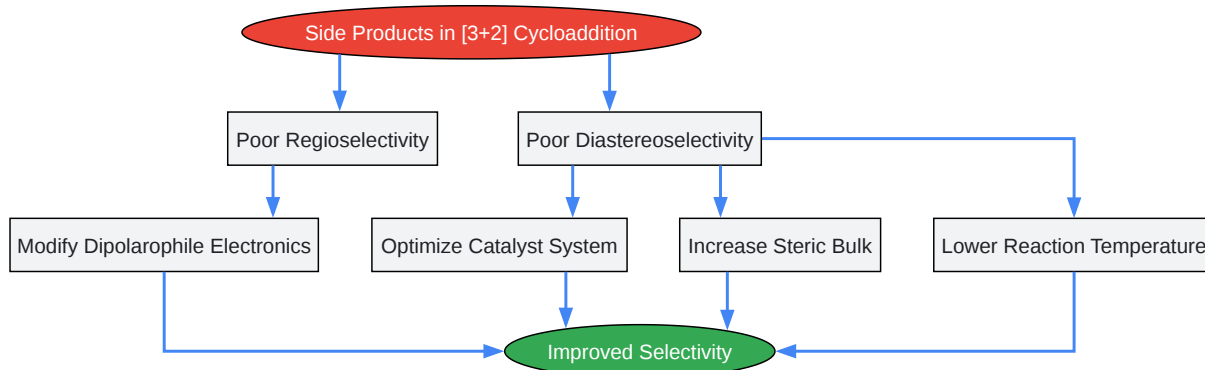 Side Products in [3+2] Cycloaddition
Poor Regioselectivity
Poor Diastereoselectivity
Modify Dipolarophile Electronics
Optimize Catalyst System
Increase Steric Bulk
Lower Reaction Temperature
Improved Selectivity